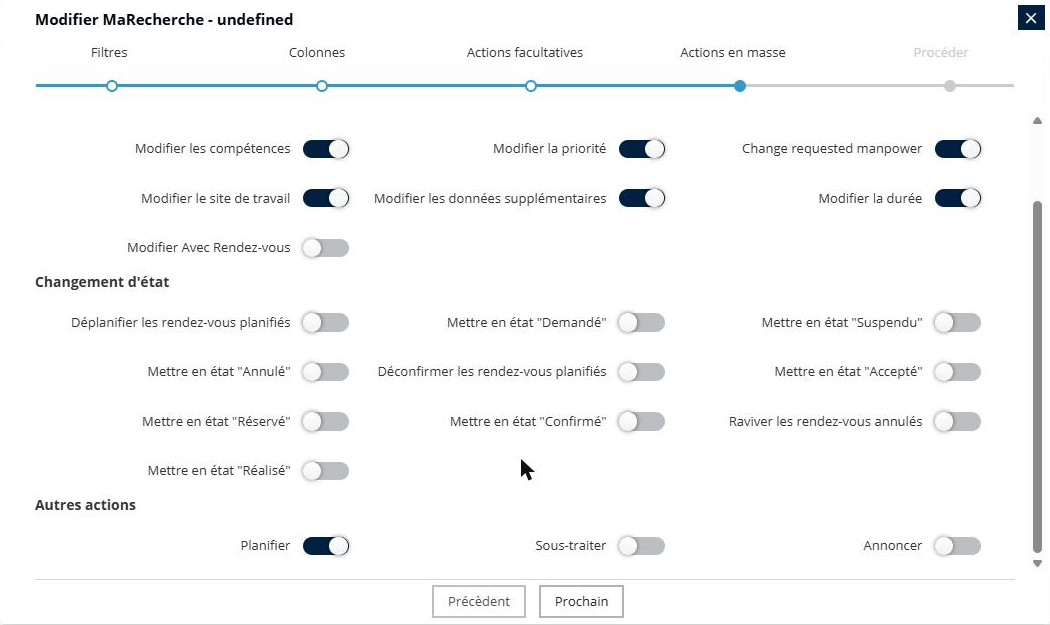 Modifier MaRecherche - undefined
Filtres Colonnes Actions facultatives Actions en masse Procéder
Modifier les compétences Modifier la priorité Change requested manpower
Modifier le site de travail Modifier les données supplémentaires Modifier la durée
Modifier Avec Rendez-vous
Changement d'état
Déplanifier les rendez-vous planifiés Mettre en état "Demandé" Mettre en état "Suspendu"
Mettre en état "Annulé" Déconfirmer les rendez-vous planifiés Mettre en état "Accepté"
Mettre en état "Réservé" Mettre en état "Confirmé" Raviver les rendez-vous annulés
Mettre en état "Réalisé"
Autres actions
Planifier Sous-traiter Annoncer
Précèdent Prochain